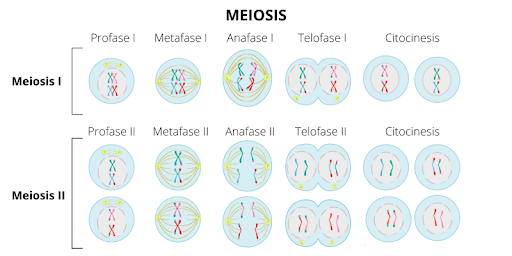 MEIOSIS
Profase I Metafase I Anafase I Telofase I Citocinesis
Meiosis I
Profase II Metafase II Anafase II Telofase II Citocinesis
Meiosis II